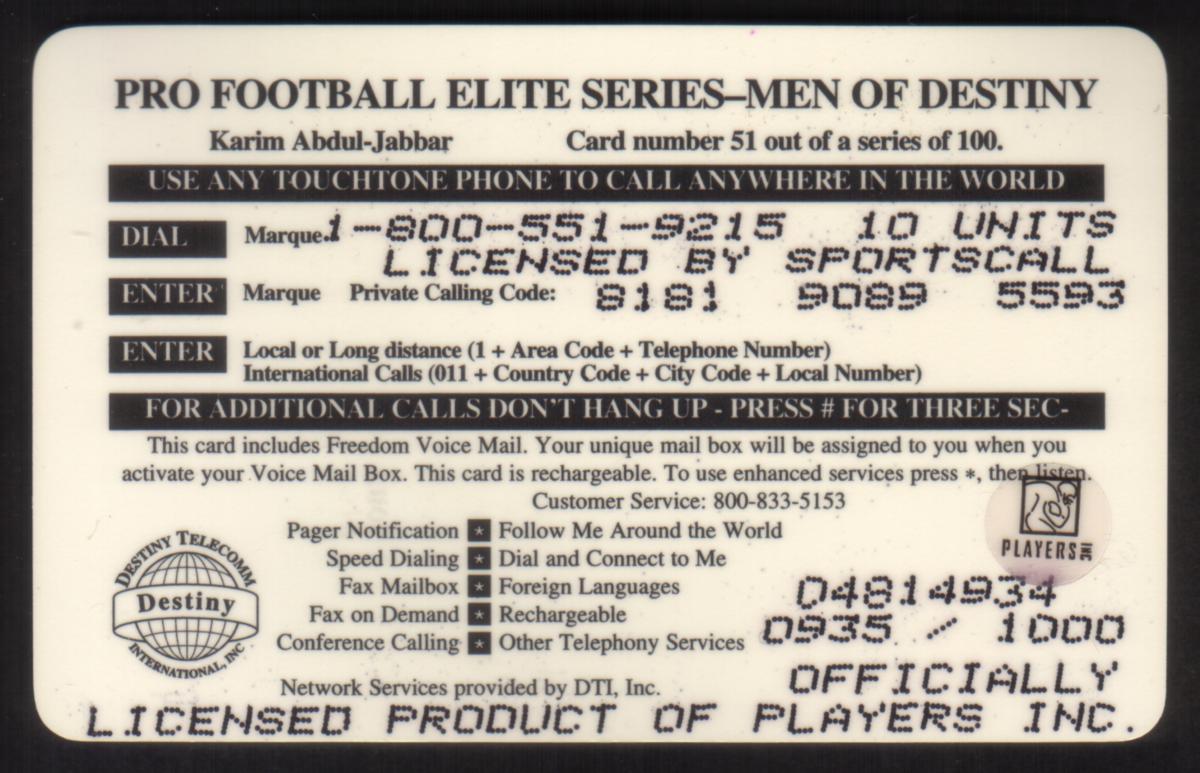 PRO FOOTBALL ELITE SERIES–MEN OF DESTINY
Karim Abdul-Jabbar Card number 51 out of a series of 100.
USE ANY TOUCHTONE PHONE TO CALL ANYWHERE IN THE WORLD
DIAL Marque 1-800-551-9215 10 UNITS
LICENSED BY SPORTSCALL
ENTER Marque Private Calling Code: 8181 9089 5593
ENTER Local or Long distance (1 + Area Code + Telephone Number)
International Calls (011 + Country Code + City Code + Local Number)
FOR ADDITIONAL CALLS DON'T HANG UP - PRESS # FOR THREE SEC-
This card includes Freedom Voice Mail. Your unique mail box will be assigned to you when you
activate your Voice Mail Box. This card is rechargeable. To use enhanced services press *, then listen.
Customer Service: 800-833-5153
Pager Notification * Follow Me Around the World
Speed Dialing * Dial and Connect to Me
Fax Mailbox * Foreign Languages
Fax on Demand * Rechargeable
Conference Calling * Other Telephony Services
PLAYERS INC
DESTINY TELECOMM
Destiny
INTERNATIONAL, INC
04814934
0935 / 1000
Network Services provided by DTI, Inc.
OFFICIALLY
LICENSED PRODUCT OF PLAYERS INC.